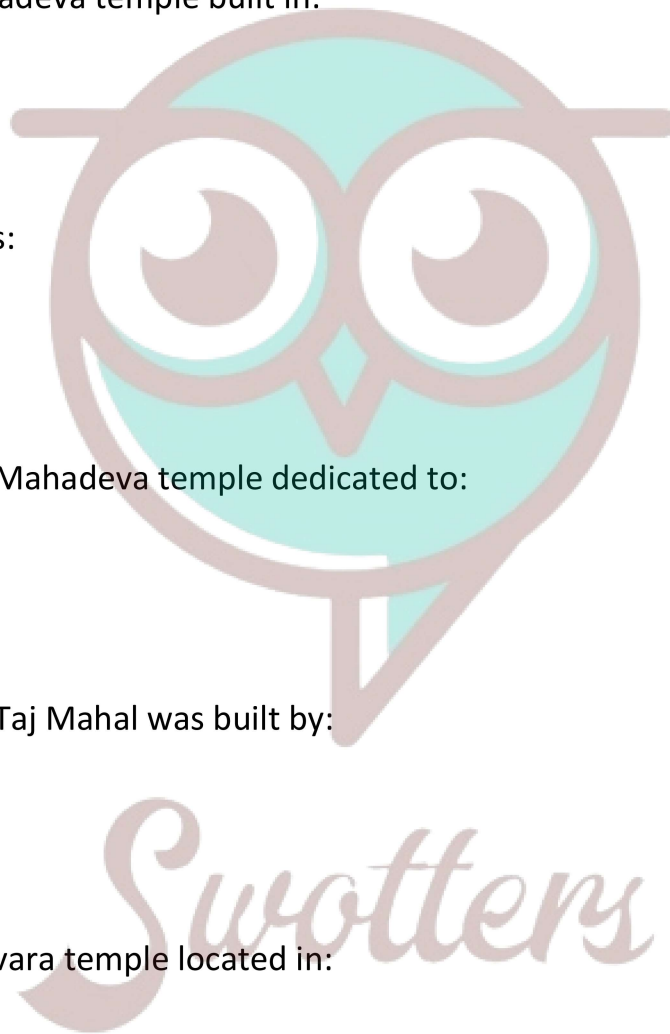 adeva temple built in:
s:
Mahadeva temple dedicated to:
Taj Mahal was built by:
vara temple located in:
Swotters